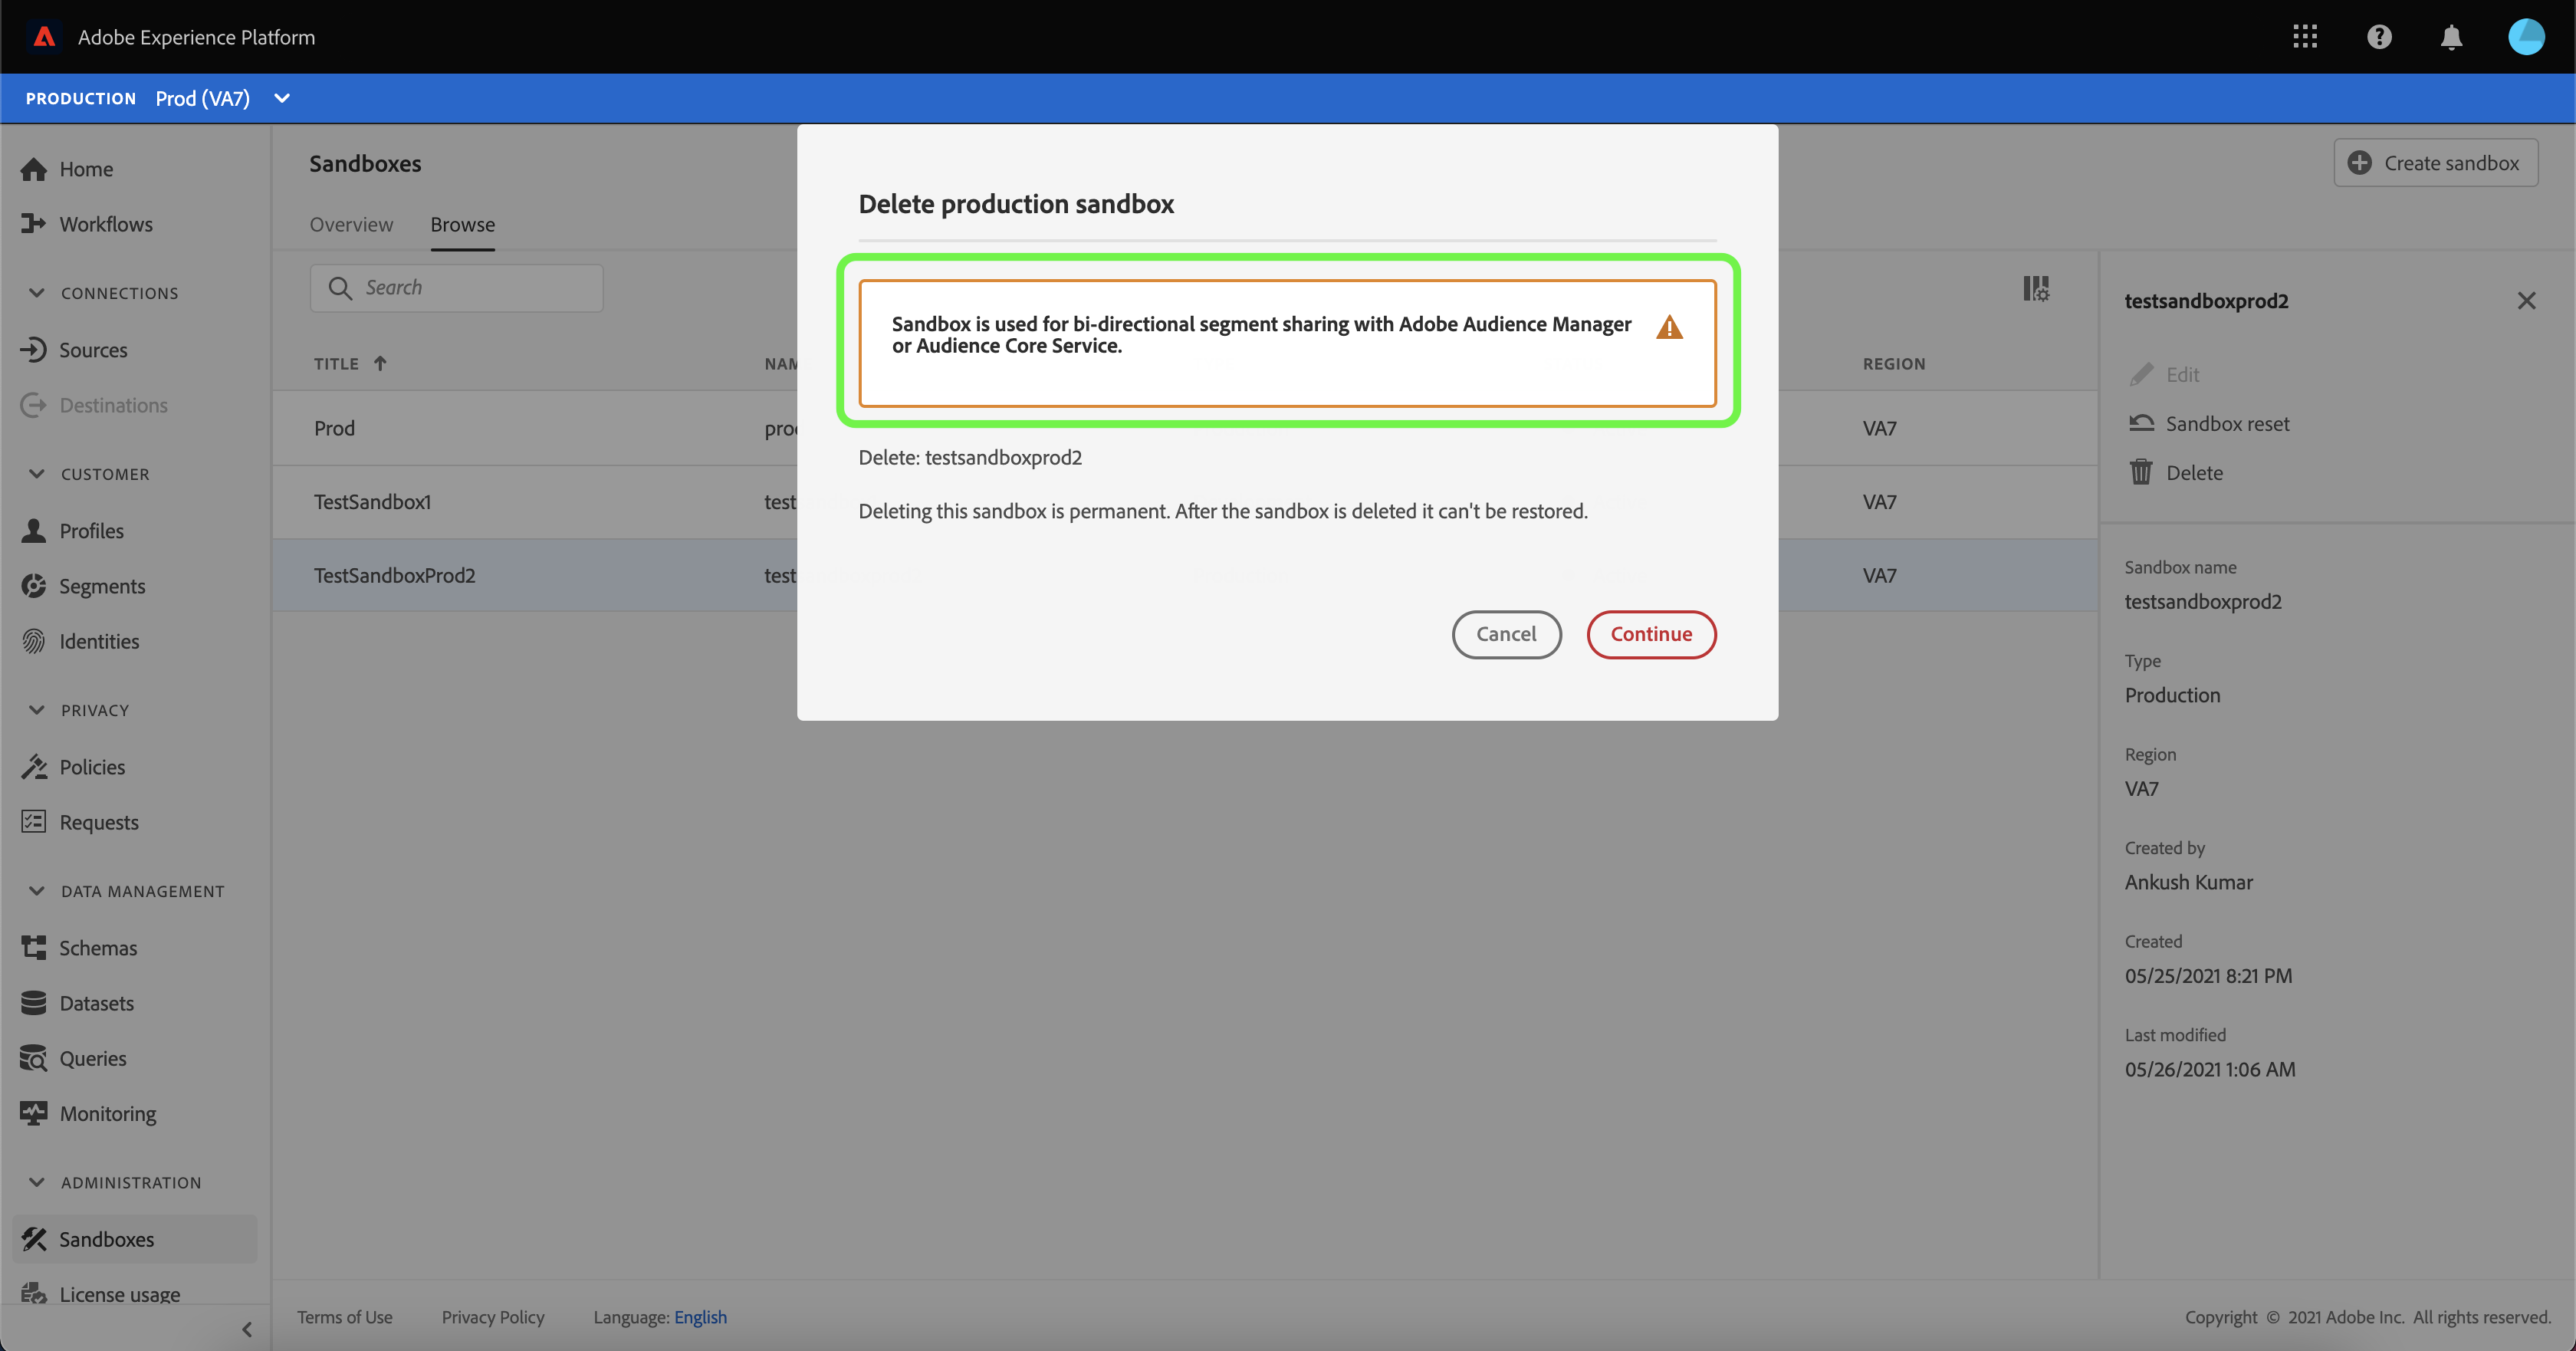 Adobe Experience Platform
PRODUCTION Prod (VA7)
Home
Workflows
CONNECTIONS
Sources
Destinations
CUSTOMER
Profiles
Segments
Identities
PRIVACY
Policies
Requests
DATA MANAGEMENT
Schemas
Datasets
Queries
Monitoring
ADMINISTRATION
Sandboxes
License usage
Sandboxes
Create sandbox
Overview Browse
Search
TITLE NAM REGION
Prod prod VA7
TestSandbox1 test VA7
TestSandboxProd2 test VA7
Delete production sandbox
Sandbox is used for bi-directional segment sharing with Adobe Audience Manager
or Audience Core Service.
Delete: testsandboxprod2
Deleting this sandbox is permanent. After the sandbox is deleted it can't be restored.
Cancel Continue
testsandboxprod2
Edit
Sandbox reset
Delete
Sandbox name
testsandboxprod2
Type
Production
Region
VA7
Created by
Ankush Kumar
Created
05/25/2021 8:21 PM
Last modified
05/26/2021 1:06 AM
Terms of Use Privacy Policy Language: English
Copyright © 2021 Adobe Inc. All rights reserved.